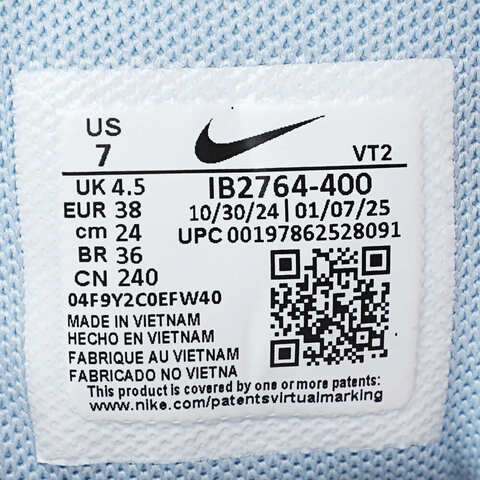 US
7
VT2
UK 4.5
IB2764-400
EUR 38
10/30/24 | 01/07/25
cm 24
UPC 00197862528091
BR 36
CN 240
04F9Y2C0EFW40
MADE IN VIETNAM
HECHO EN VIETNAM
FABRIQUE AU VIETNAM
FABRICADO NO VIETNA
This product is covered by one or more patents:
www.nike.com/patentsvirtualmarking